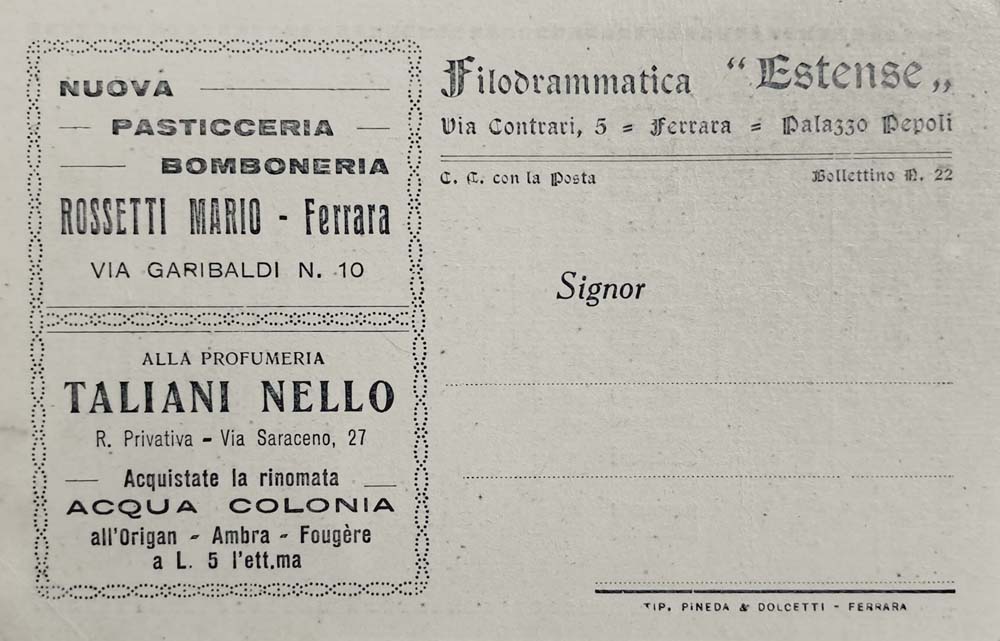 NUOVA
PASTICCERIA
BOMBONERIA
ROSSETTI MARIO - Ferrara
VIA GARIBALDI N. 10
ALLA PROFUMERIA
TALIANI NELLO
R. Privativa - Via Saraceno, 27
Acquistate la rinomata
ACQUA COLONIA
all'Origan - Ambra - Fougère
a L. 5 l'ett.ma
Filodrammatica “Estense„
Via Contrari, 5 = Ferrara = Palazzo Pepoli
C. C. con la Posta
Bollettino N. 22
Signor
TIP. PINEDA & DOLCETTI - FERRARA